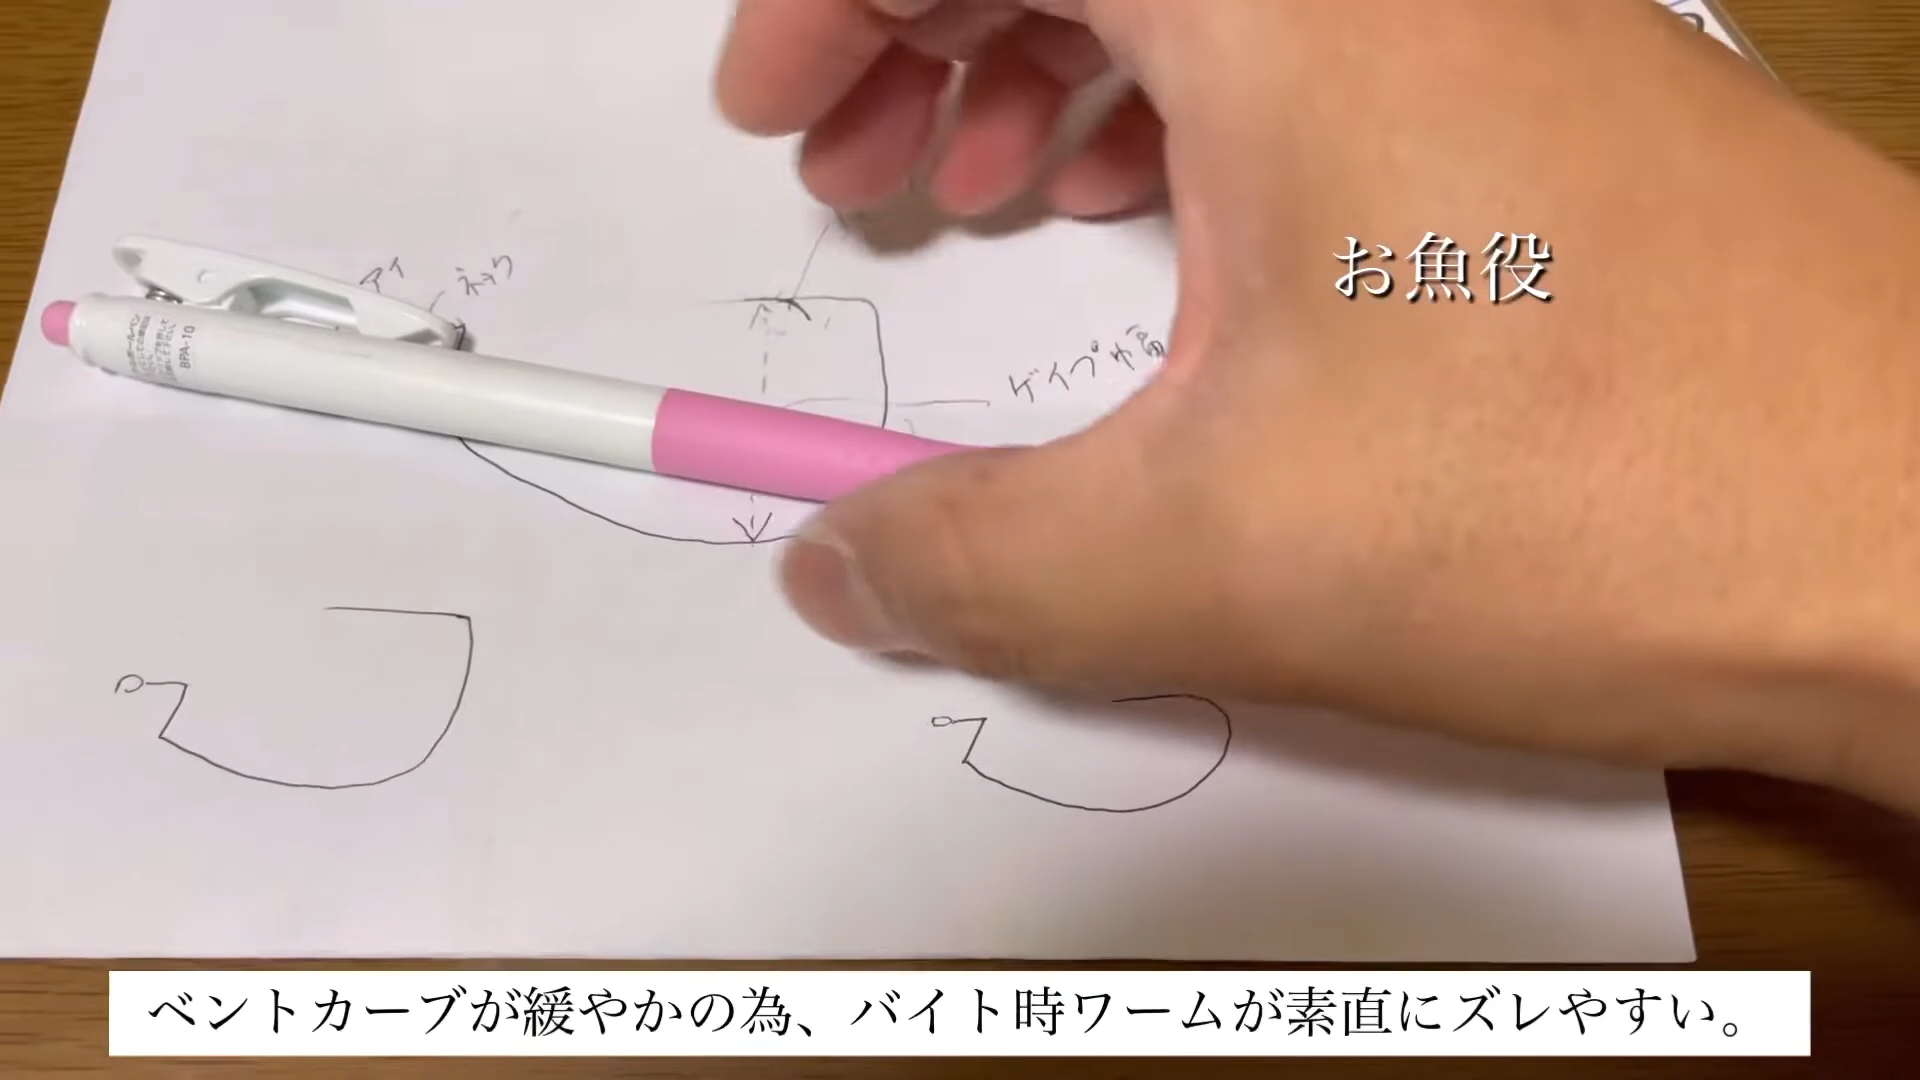 アイ
ネック
BPA-10
ゲイプ巾
お魚役
ベントカーブが緩やかの為、バイト時ワームが素直にズレやすい。